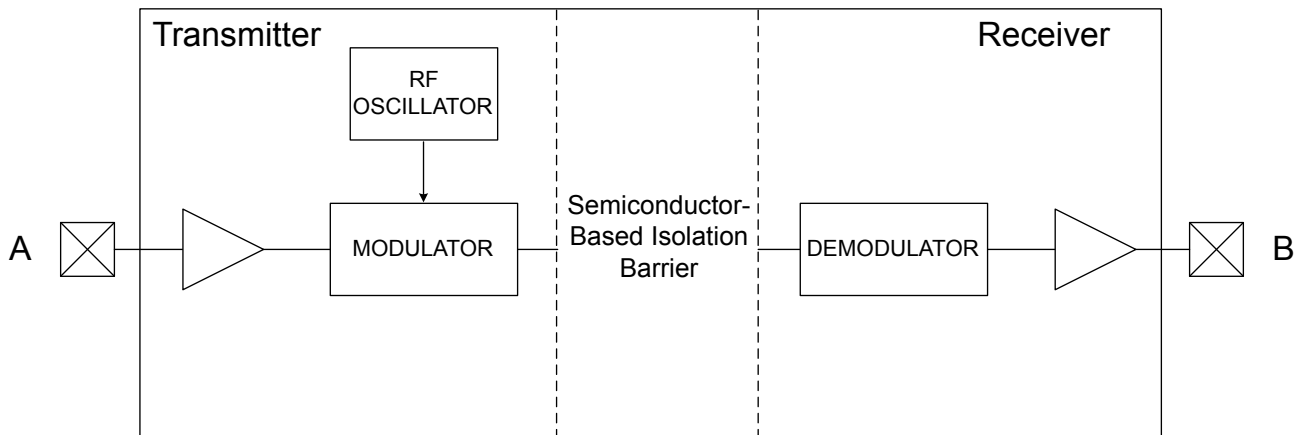 Transmitter
RF
OSCILLATOR
Receiver
A
MODULATOR
Semiconductor-
Based Isolation
Barrier
DEMODULATOR
B